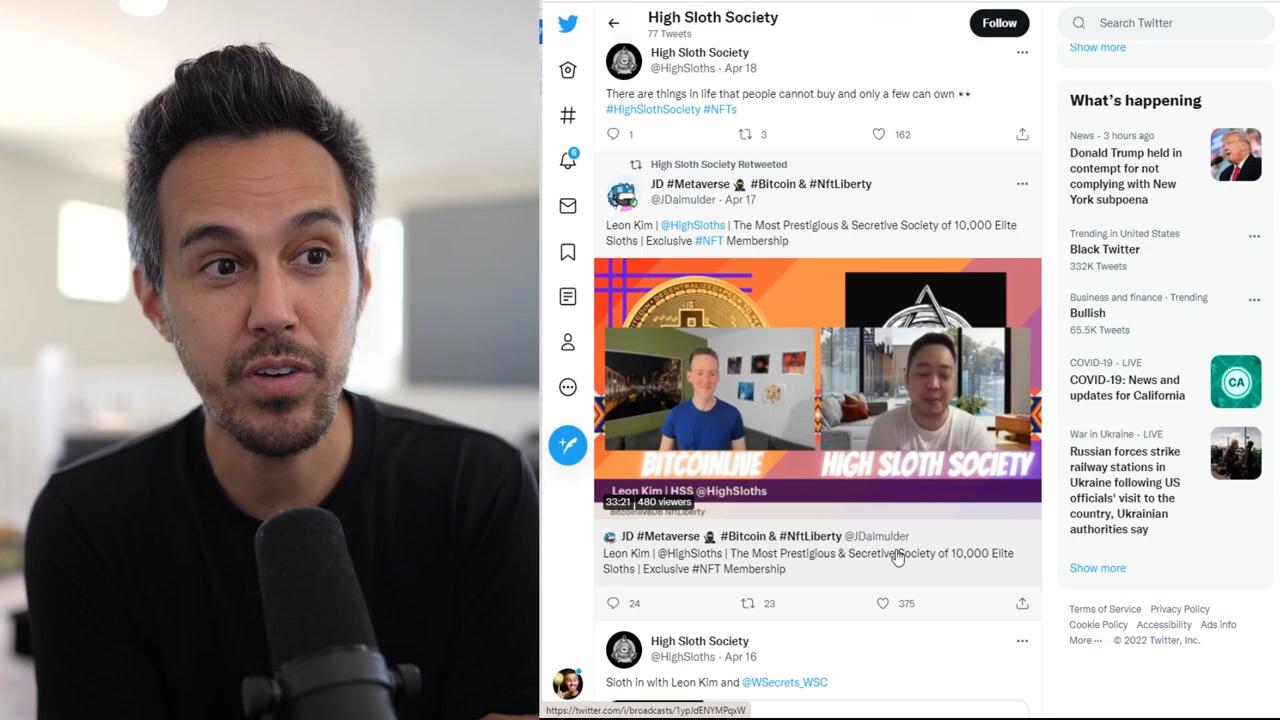 High Sloth Society
77 Tweets
Follow
Search Twitter
High Sloth Society
@HighSloths · Apr 18
There are things in life that people cannot buy and only a few can own 👀
#HighSlothSociety #NFTs
1
3
162
High Sloth Society Retweeted
JD #Metaverse 🥷 #Bitcoin & #NftLiberty
@JDalmulder · Apr 17
Leon Kim | @HighSloths | The Most Prestigious & Secretive Society of 10,000 Elite
Sloths | Exclusive #NFT Membership
BITCOINLIVE
HIGH SLOTH SOCIETY
Leon Kim | HSS @HighSloths
33:21 | 480 viewers
BitcoinliveDB NftLiberty
JD #Metaverse 🥷 #Bitcoin & #NftLiberty @JDalmulder
Leon Kim | @HighSloths | The Most Prestigious & Secretive Society of 10,000 Elite
Sloths | Exclusive #NFT Membership
24
23
375
High Sloth Society
@HighSloths · Apr 16
Sloth in with Leon Kim and @WSecrets_WSC
https://twitter.com/i/broadcasts/1ypJdENYMPqxW
6
Show more
What's happening
News · 3 hours ago
Donald Trump held in
contempt for not
complying with New
York subpoena
Trending in United States
Black Twitter
332K Tweets
Business and finance · Trending
Bullish
65.5K Tweets
COVID-19 · LIVE
COVID-19: News and
updates for California
CA
War in Ukraine · LIVE
Russian forces strike
railway stations in
Ukraine following US
officials' visit to the
country, Ukrainian
authorities say
Show more
Terms of Service Privacy Policy
Cookie Policy Accessibility Ads info
More ··· © 2022 Twitter, Inc.